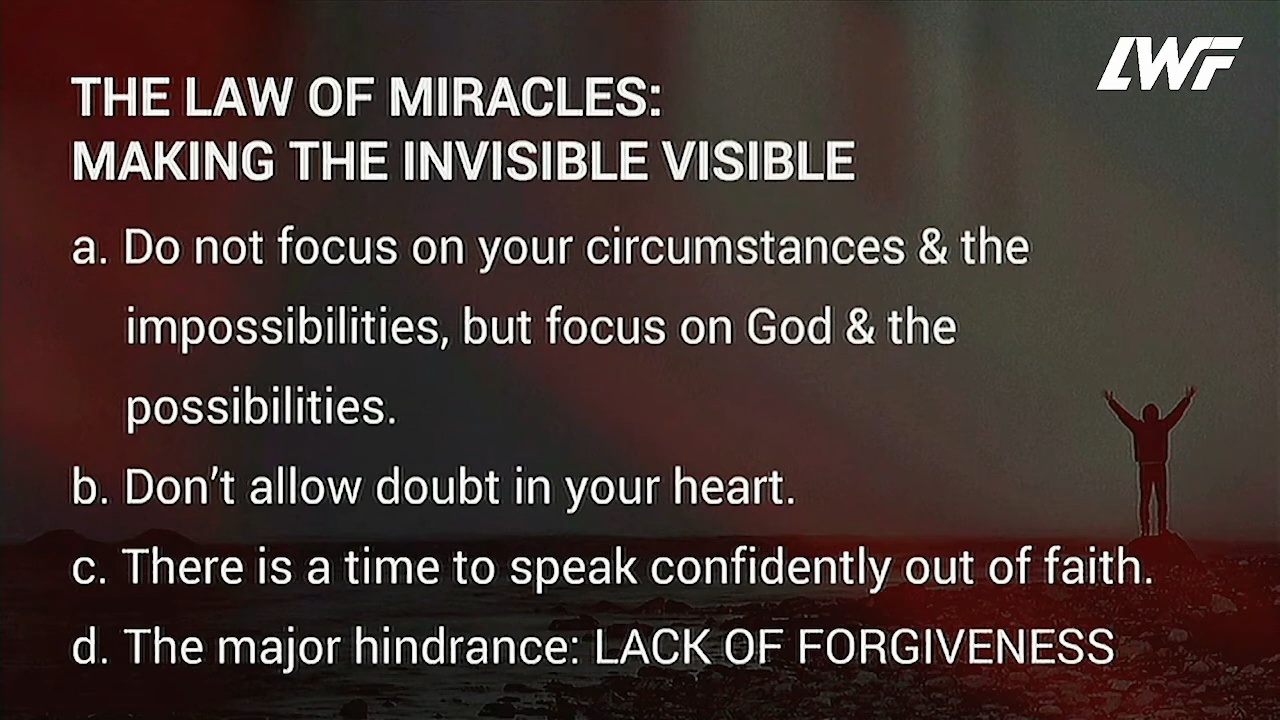 LWF
THE LAW OF MIRACLES:
MAKING THE INVISIBLE VISIBLE
a. Do not focus on your circumstances & the
impossibilities, but focus on God & the
possibilities.
b. Don’t allow doubt in your heart.
c. There is a time to speak confidently out of faith.
d. The major hindrance: LACK OF FORGIVENESS